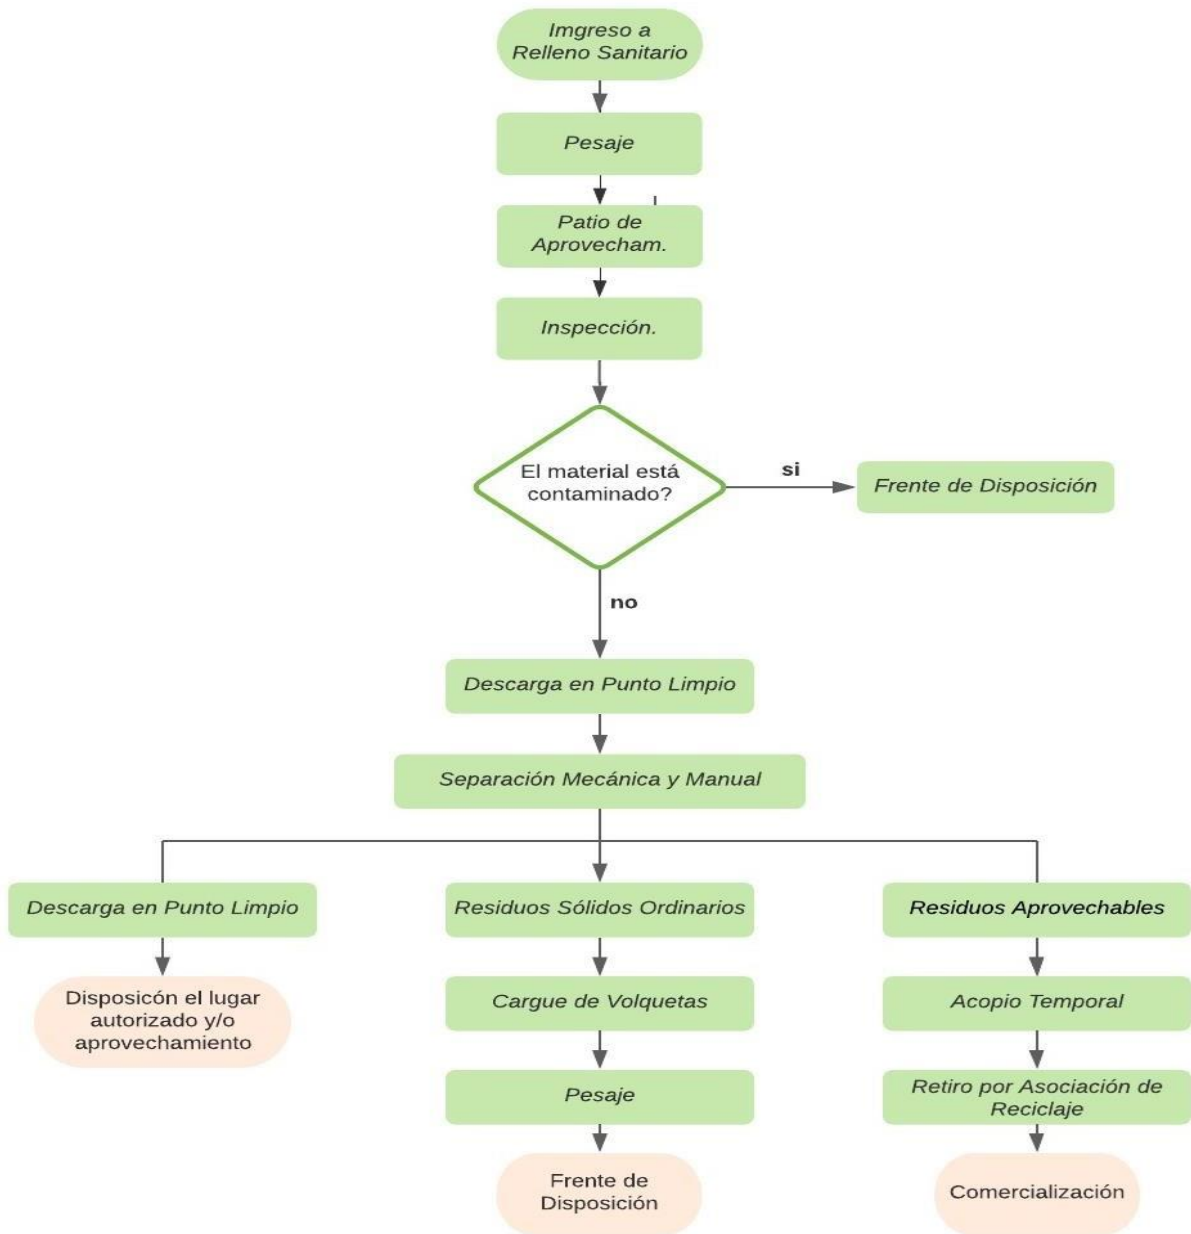 Imgreso a
Relleno Sanitario
Pesaje
Patio de
Aprovecham.
Inspección.
El material está
contaminado?
si
Frente de Disposición
no
Descarga en Punto Limpio
Separación Mecánica y Manual
Descarga en Punto Limpio
Residuos Sólidos Ordinarios
Residuos Aprovechables
Disposicón el lugar
autorizado y/o
aprovechamiento
Cargue de Volquetas
Acopio Temporal
Pesaje
Retiro por Asociación de
Reciclaje
Frente de
Disposición
Comercialización